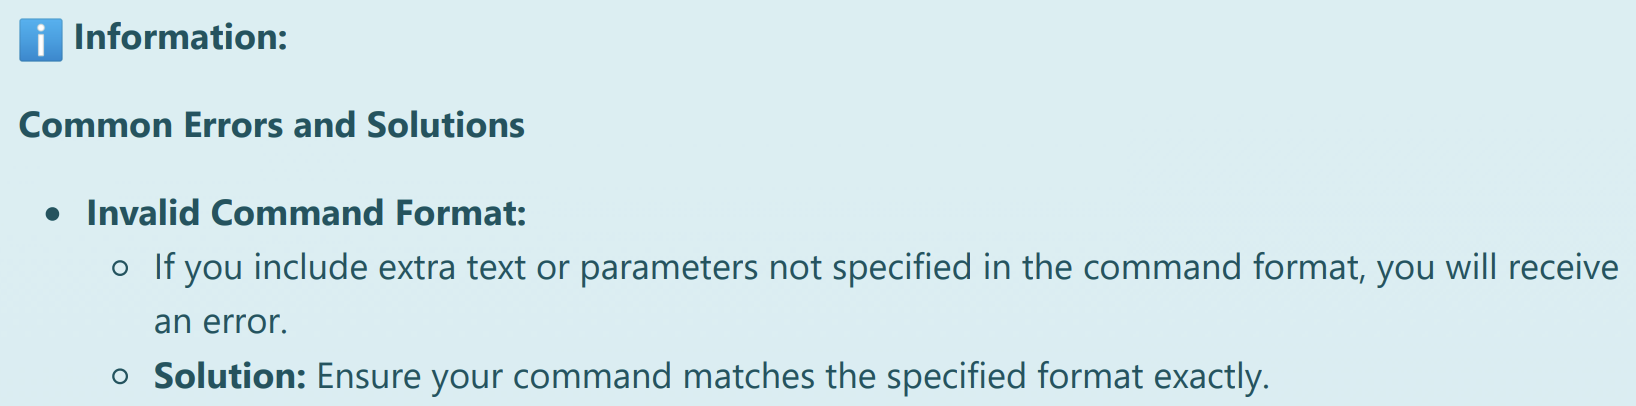 ℹ️ Information:
Common Errors and Solutions
• Invalid Command Format:
○ If you include extra text or parameters not specified in the command format, you will receive
an error.
○ Solution: Ensure your command matches the specified format exactly.